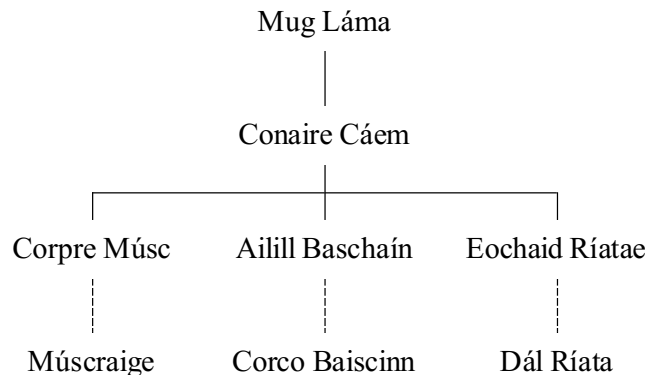 Mug Láma
Conaire Cáem
Corpre Músc Ailill Baschaín Eochaid Ríatae
Múscraige Corco Baiscinn Dál Ríata